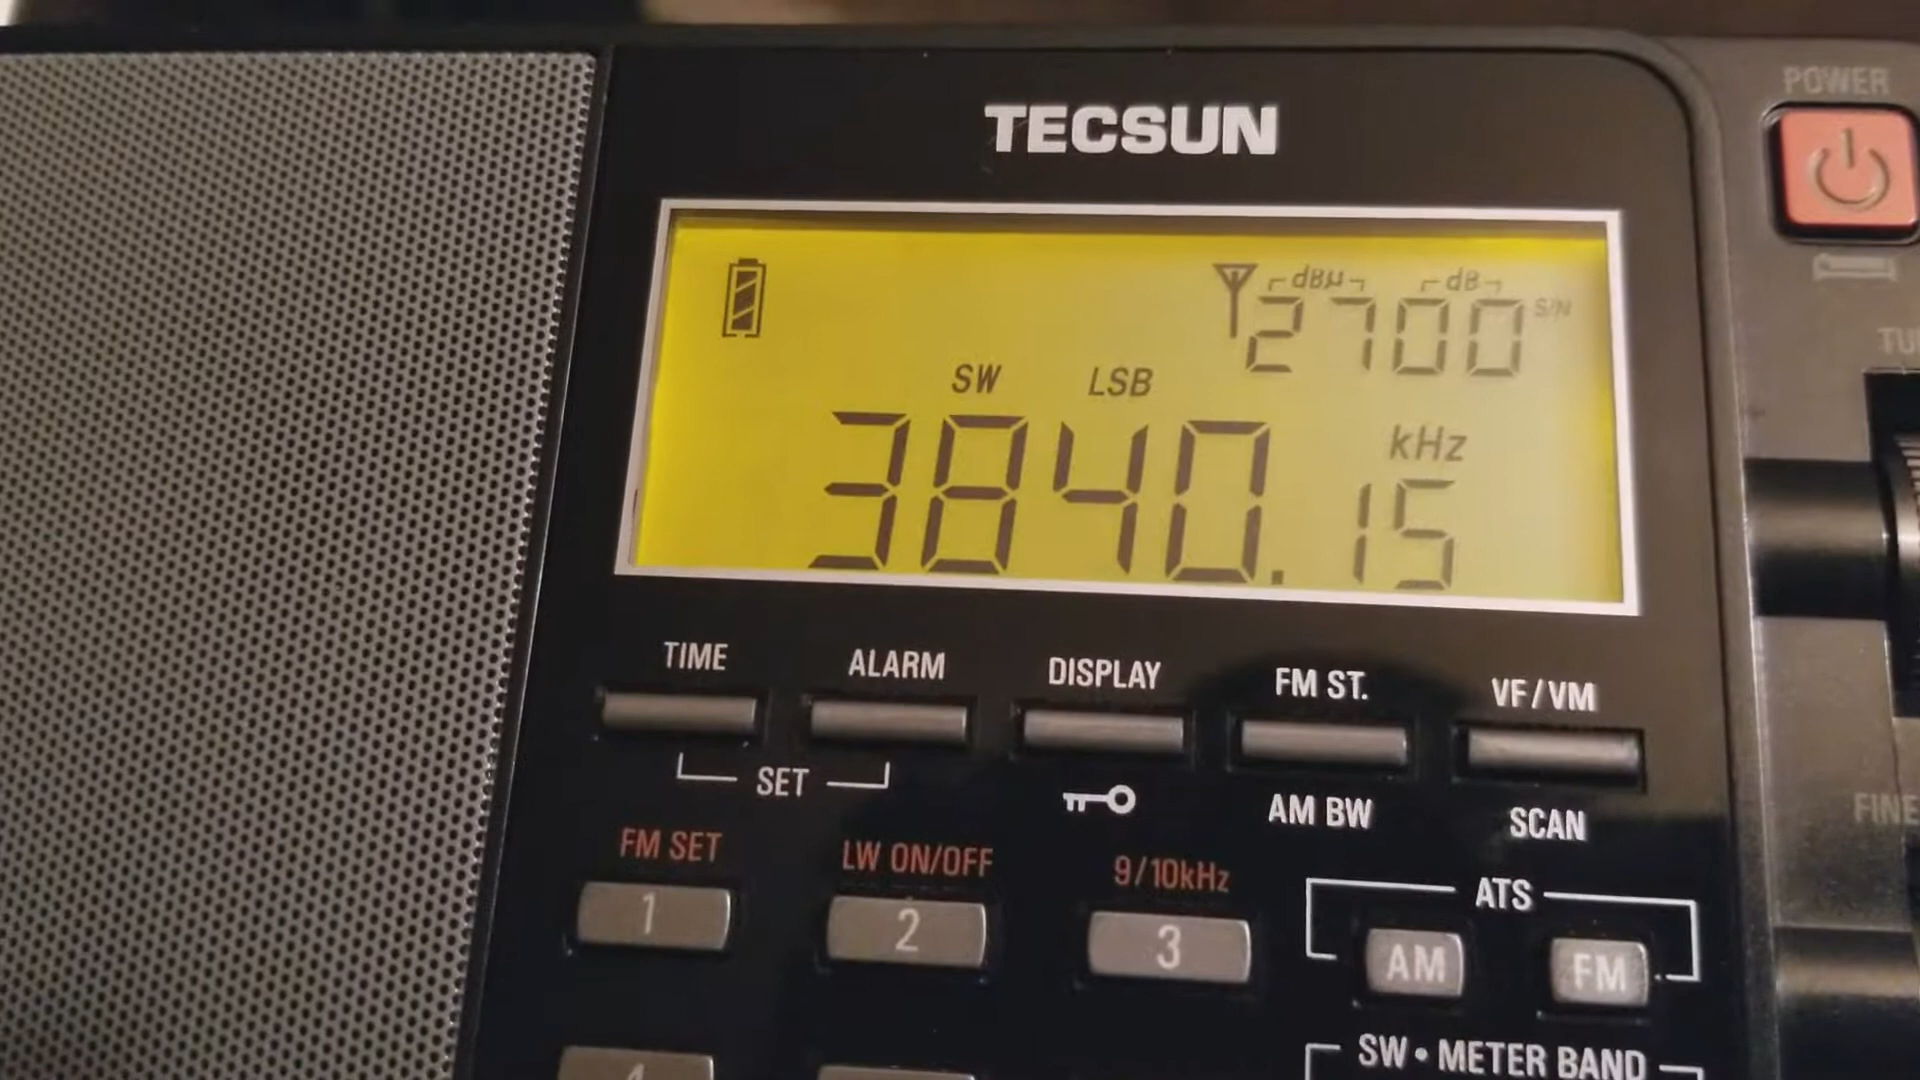 TECSUN
POWER
dBµ dB
2700 S/N
SW LSB
kHz
3840.15
TIME ALARM DISPLAY FM ST. VF/VM
SET AM BW SCAN
FINE
FM SET LW ON/OFF 9/10kHz
ATS
1 2 3 AM FM
SW • METER BAND